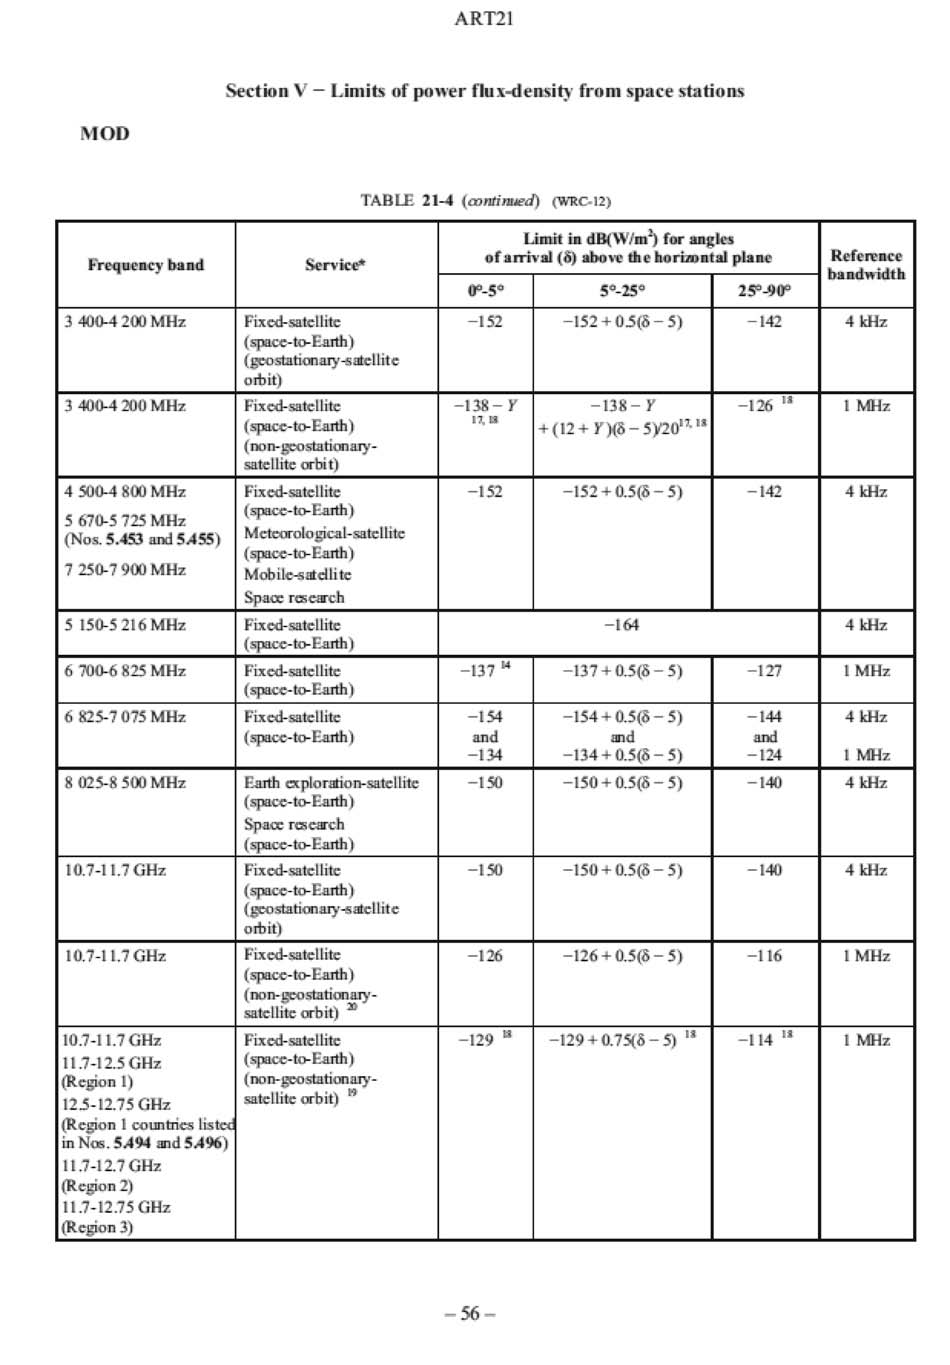 ART21
Section V − Limits of power flux-density from space stations
MOD
TABLE 21-4 (continued) (WRC-12)
Frequency band
Service*
Limit in dB(W/m²) for angles
of arrival (δ) above the horizontal plane
Reference
bandwidth
0°-5°
5°-25°
25°-90°
3 400-4 200 MHz
Fixed-satellite
(space-to-Earth)
(geostationary-satellite
orbit)
−152
−152 + 0.5(δ − 5)
−142
4 kHz
3 400-4 200 MHz
Fixed-satellite
(space-to-Earth)
(non-geostationary-
satellite orbit)
−138 − Y
17, 18
−138 − Y
+ (12 + Y )(δ − 5)/20 17, 18
−126 18
1 MHz
4 500-4 800 MHz
5 670-5 725 MHz
(Nos. 5.453 and 5.455)
7 250-7 900 MHz
Fixed-satellite
(space-to-Earth)
Meteorological-satellite
(space-to-Earth)
Mobile-satellite
Space research
−152
−152 + 0.5(δ − 5)
−142
4 kHz
5 150-5 216 MHz
Fixed-satellite
(space-to-Earth)
−164
4 kHz
6 700-6 825 MHz
Fixed-satellite
(space-to-Earth)
−137 14
−137 + 0.5(δ − 5)
−127
1 MHz
6 825-7 075 MHz
Fixed-satellite
(space-to-Earth)
−154
and
−134
−154 + 0.5(δ − 5)
and
−134 + 0.5(δ − 5)
−144
and
−124
4 kHz
1 MHz
8 025-8 500 MHz
Earth exploration-satellite
(space-to-Earth)
Space research
(space-to-Earth)
−150
−150 + 0.5(δ − 5)
−140
4 kHz
10.7-11.7 GHz
Fixed-satellite
(space-to-Earth)
(geostationary-satellite
orbit)
−150
−150 + 0.5(δ − 5)
−140
4 kHz
10.7-11.7 GHz
Fixed-satellite
(space-to-Earth)
(non-geostationary-
satellite orbit) 20
−126
−126 + 0.5(δ − 5)
−116
1 MHz
10.7-11.7 GHz
11.7-12.5 GHz
(Region 1)
12.5-12.75 GHz
(Region 1 countries listed
in Nos. 5.494 and 5.496)
11.7-12.7 GHz
(Region 2)
11.7-12.75 GHz
(Region 3)
Fixed-satellite
(space-to-Earth)
(non-geostationary-
satellite orbit) 19
−129 18
−129 + 0.75(δ − 5) 18
−114 18
1 MHz
– 56 –